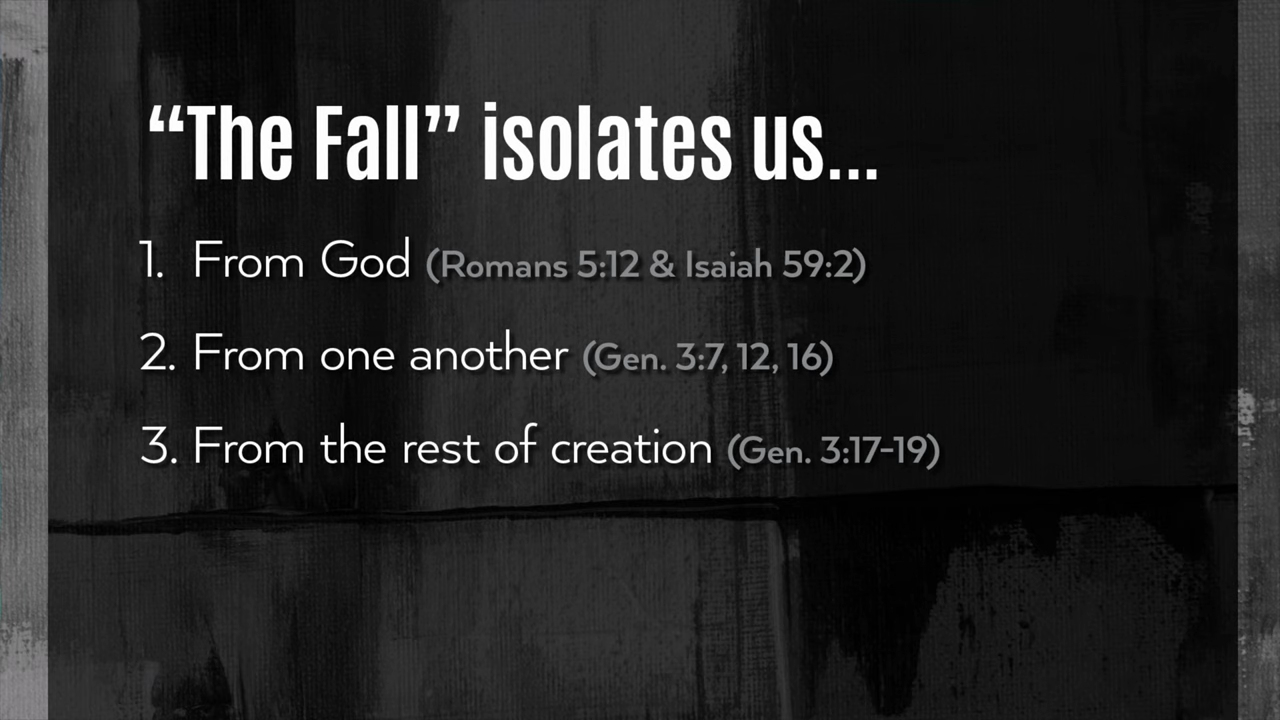 “The Fall” isolates us...
1. From God (Romans 5:12 & Isaiah 59:2)
2. From one another (Gen. 3:7, 12, 16)
3. From the rest of creation (Gen. 3:17-19)